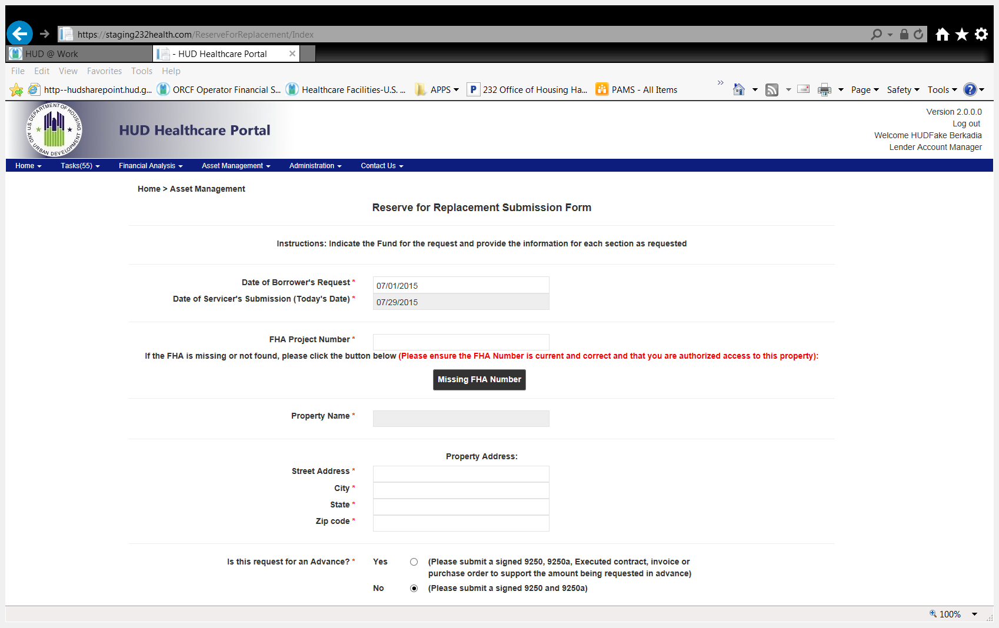 https://staging232health.com/ReserveForReplacement/Index
HUD @ Work
- HUD Healthcare Portal
File Edit View Favorites Tools Help
http--hudsharepoint.hud.g... ORCF Operator Financial S... Healthcare Facilities-U.S. ... APPS P 232 Office of Housing Ha... PAMS - All Items » Page Safety Tools ?
U.S. DEPARTMENT OF HOUSING AND URBAN DEVELOPMENT
HUD Healthcare Portal
Version 2.0.0.0
Log out
Welcome HUDFake Berkadia
Lender Account Manager
Home Tasks(55) Financial Analysis Asset Management Administration Contact Us
Home > Asset Management
Reserve for Replacement Submission Form
Instructions: Indicate the Fund for the request and provide the information for each section as requested
Date of Borrower's Request * 07/01/2015
Date of Servicer's Submission (Today's Date) * 07/29/2015
FHA Project Number *
If the FHA is missing or not found, please click the button below (Please ensure the FHA Number is current and correct and that you are authorized access to this property):
Missing FHA Number
Property Name *
Property Address:
Street Address *
City *
State *
Zip code *
Is this request for an Advance? * Yes (Please submit a signed 9250, 9250a, Executed contract, invoice or
purchase order to support the amount being requested in advance)
No (Please submit a signed 9250 and 9250a)
100%